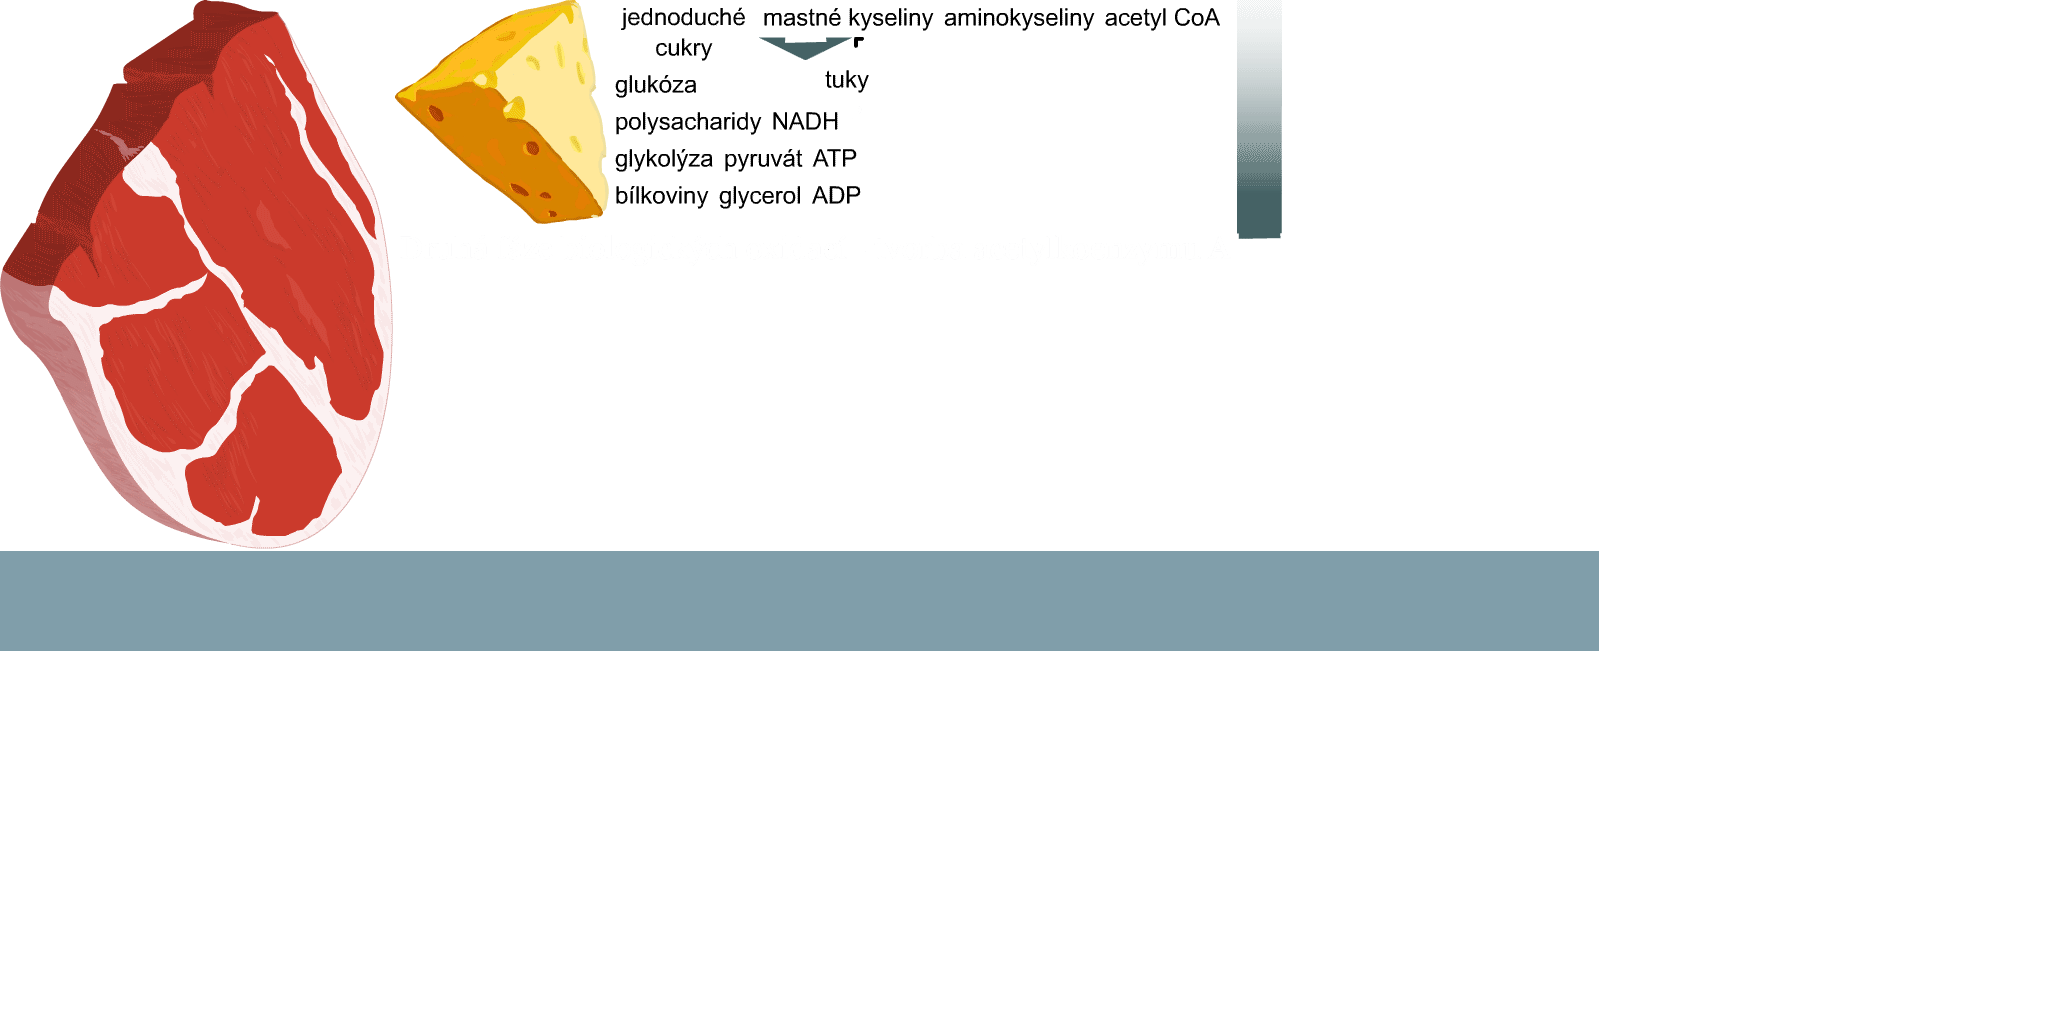 jednoduché mastné kyseliny aminokyseliny acetyl CoA
cukry
glukóza tuky
polysacharidy NADH
glykolýza pyruvát ATP
bílkoviny glycerol ADP